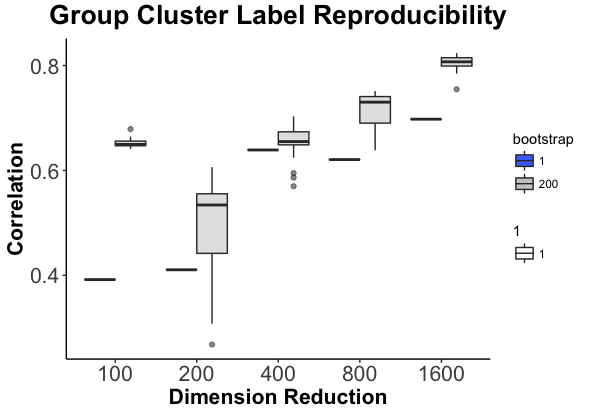 Group Cluster Label Reproducibility
Correlation
0.8
0.6
0.4
100 200 400 800 1600
Dimension Reduction
bootstrap
1
200
1
1